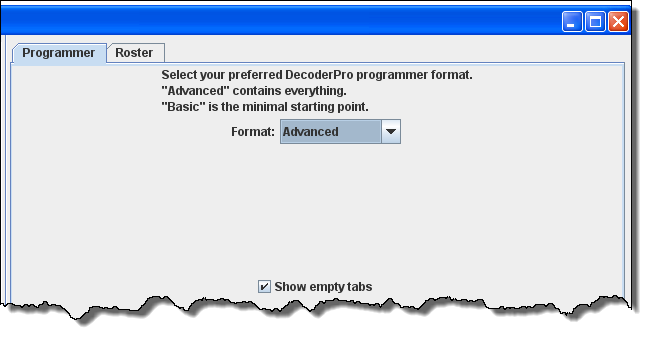 Programmer
Roster
Select your preferred DecoderPro programmer format.
"Advanced" contains everything.
"Basic" is the minimal starting point.
Format: Advanced
Show empty tabs